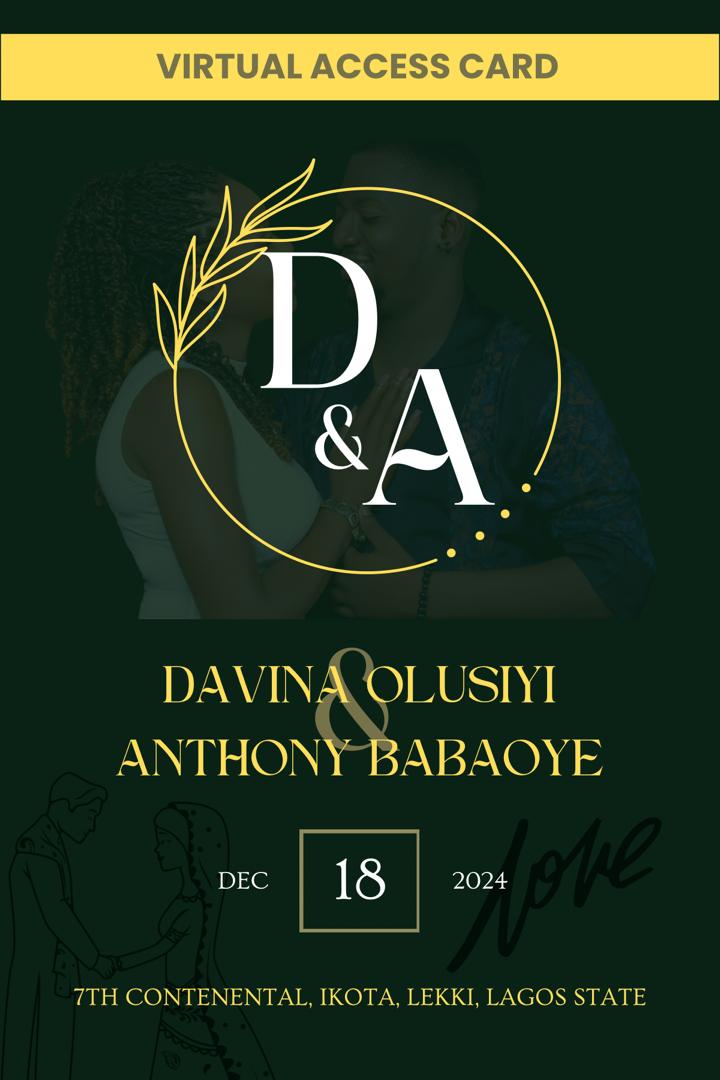 VIRTUAL ACCESS CARD
D
&
A
DAVINA OLUSIYI
&
ANTHONY BABAOYE
DEC 18 2024
love
7TH CONTENENTAL, IKOTA, LEKKI, LAGOS STATE